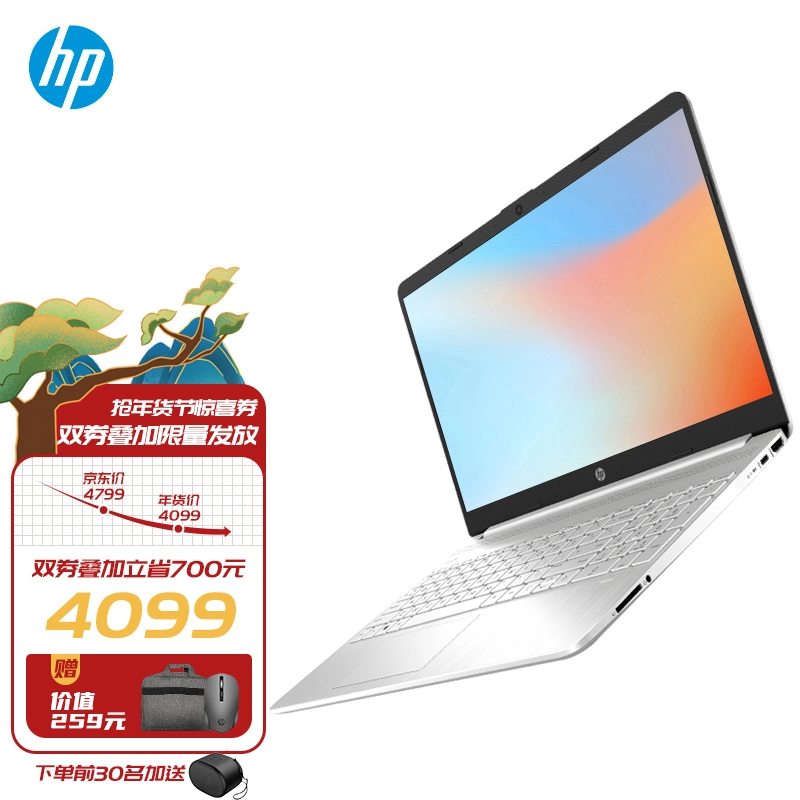 hp
抢年货节惊喜券
双券叠加限量发放
京东价
4799
年货价
4099
双券叠加立省700元
4099
赠
价值
259元
下单前30名加送
hp
hp